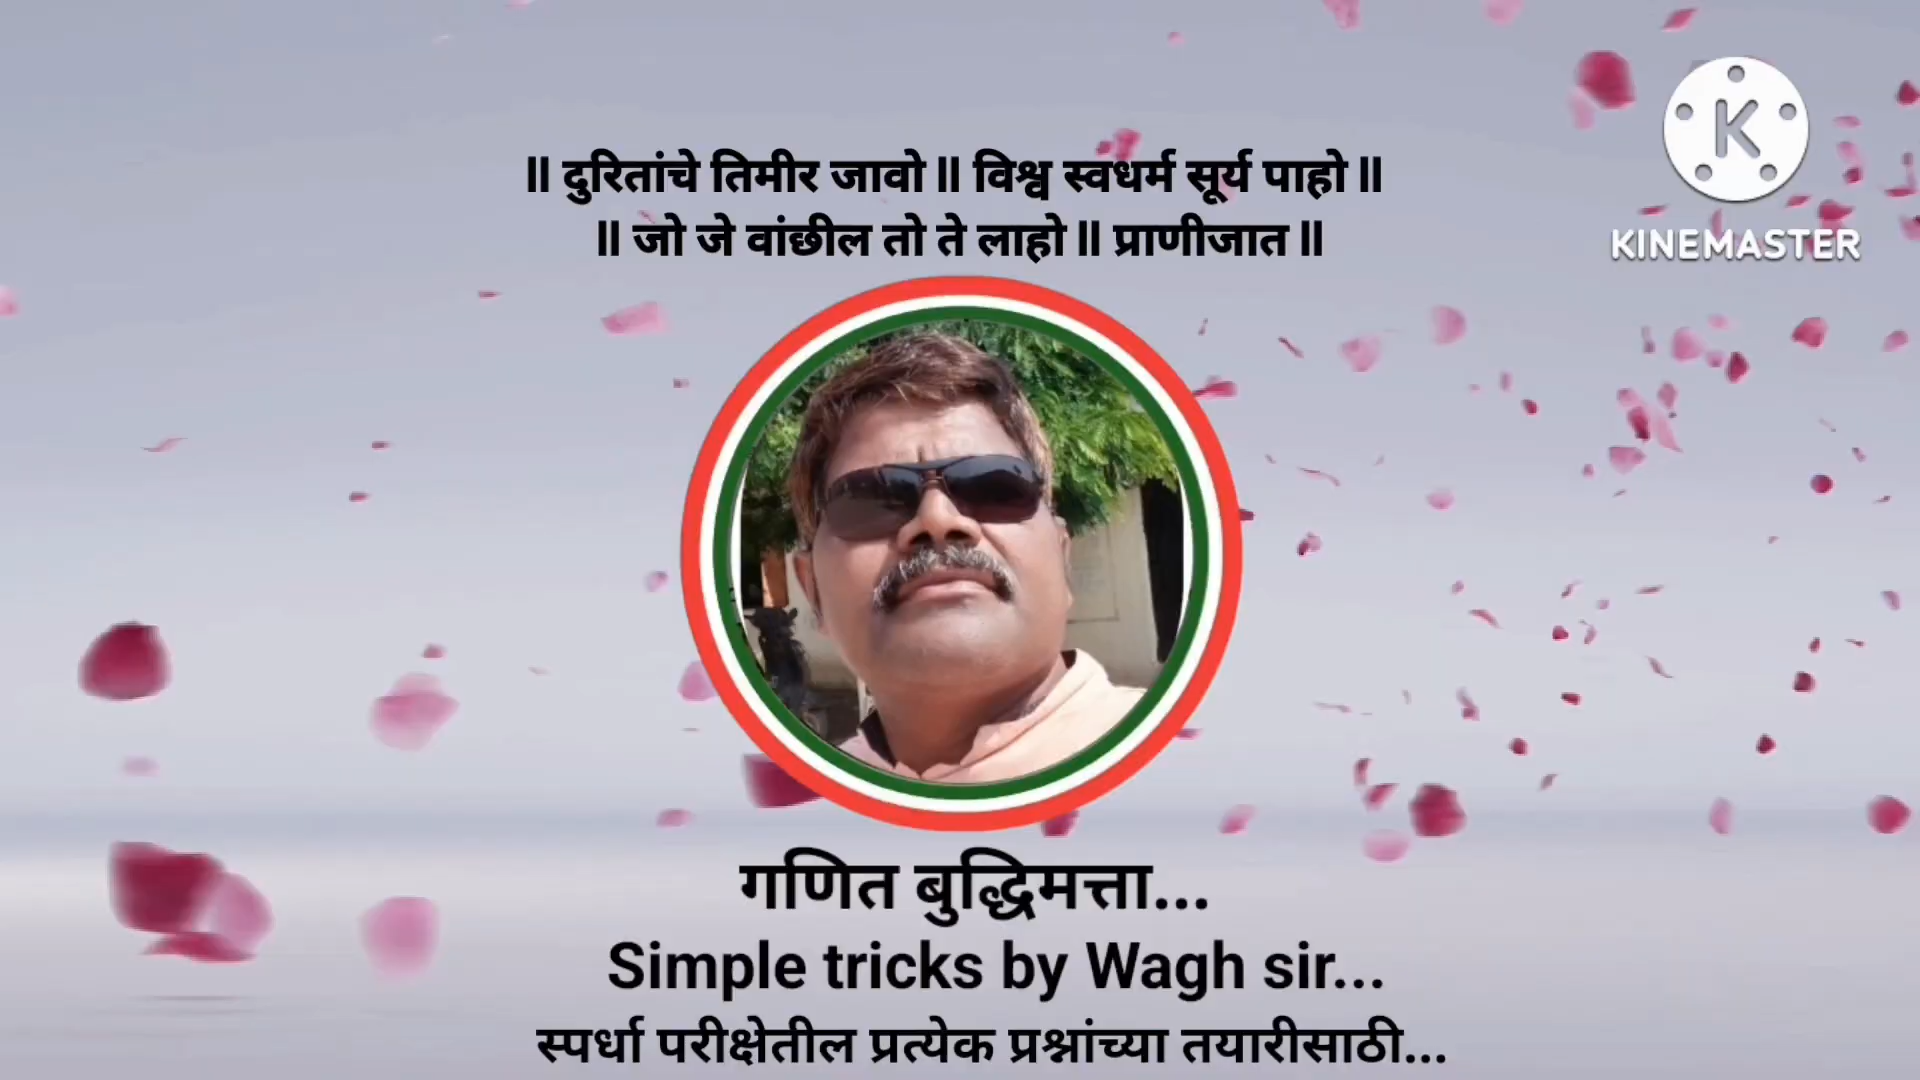 ॥ दुरितांचे तिमीर जावो ॥ विश्व स्वधर्म सूर्य पाहो ॥
॥ जो जे वांछील तो ते लाहो ॥ प्राणीजात ॥
K
KINEMASTER
गणित बुद्धिमत्ता...
Simple tricks by Wagh sir...
स्पर्धा परीक्षेतील प्रत्येक प्रश्नांच्या तयारीसाठी...